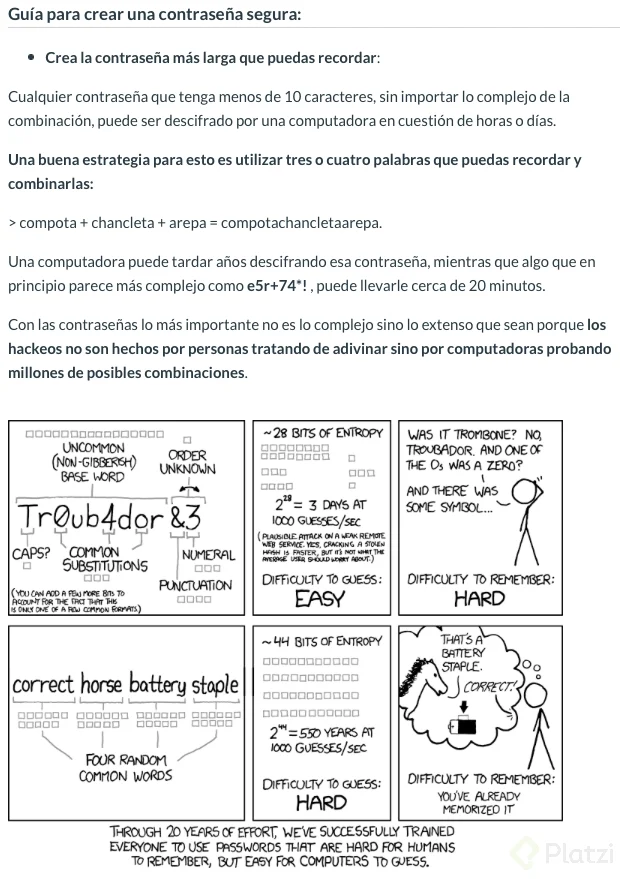 Guía para crear una contraseña segura:
• Crea la contraseña más larga que puedas recordar:
Cualquier contraseña que tenga menos de 10 caracteres, sin importar lo complejo de la
combinación, puede ser descifrado por una computadora en cuestión de horas o días.
Una buena estrategia para esto es utilizar tres o cuatro palabras que puedas recordar y
combinarlas:
> compota + chancleta + arepa = compotachancletaarepa.
Una computadora puede tardar años descifrando esa contraseña, mientras que algo que en
principio parece más complejo como e5r+74*! , puede llevarle cerca de 20 minutos.
Con las contraseñas lo más importante no es lo complejo sino lo extenso que sean porque los
hackeos no son hechos por personas tratando de adivinar sino por computadoras probando
millones de posibles combinaciones.
UNCOMMON
(NON-GIBBERISH)
BASE WORD
ORDER
UNKNOWN
Tr0ub4dor &3
CAPS?
COMMON
SUBSTITUTIONS
NUMERAL
PUNCTUATION
(YOU CAN ADD A FEW MORE BITS TO
ACCOUNT FOR THE FACT THAT THIS
IS ONLY ONE OF A FEW COMMON FORMATS.)
~28 BITS OF ENTROPY
2²⁸ = 3 DAYS AT
1000 GUESSES/SEC
(PLAUSIBLE ATTACK ON A WEAK REMOTE
WEB SERVICE. YES, CRACKING A STOLEN
HASH IS FASTER, BUT IT'S NOT WHAT THE
AVERAGE USER SHOULD WORRY ABOUT.)
DIFFICULTY TO GUESS:
EASY
WAS IT TROMBONE? NO,
TROUBADOR. AND ONE OF
THE Os WAS A ZERO?
AND THERE WAS
SOME SYMBOL...
DIFFICULTY TO REMEMBER:
HARD
correct horse battery staple
FOUR RANDOM
COMMON WORDS
~44 BITS OF ENTROPY
2⁴⁴ = 550 YEARS AT
1000 GUESSES/SEC
DIFFICULTY TO GUESS:
HARD
THAT'S A
BATTERY
STAPLE.
CORRECT!
DIFFICULTY TO REMEMBER:
YOU'VE ALREADY
MEMORIZED IT
THROUGH 20 YEARS OF EFFORT, WE'VE SUCCESSFULLY TRAINED
EVERYONE TO USE PASSWORDS THAT ARE HARD FOR HUMANS
TO REMEMBER, BUT EASY FOR COMPUTERS TO GUESS.
Platzi